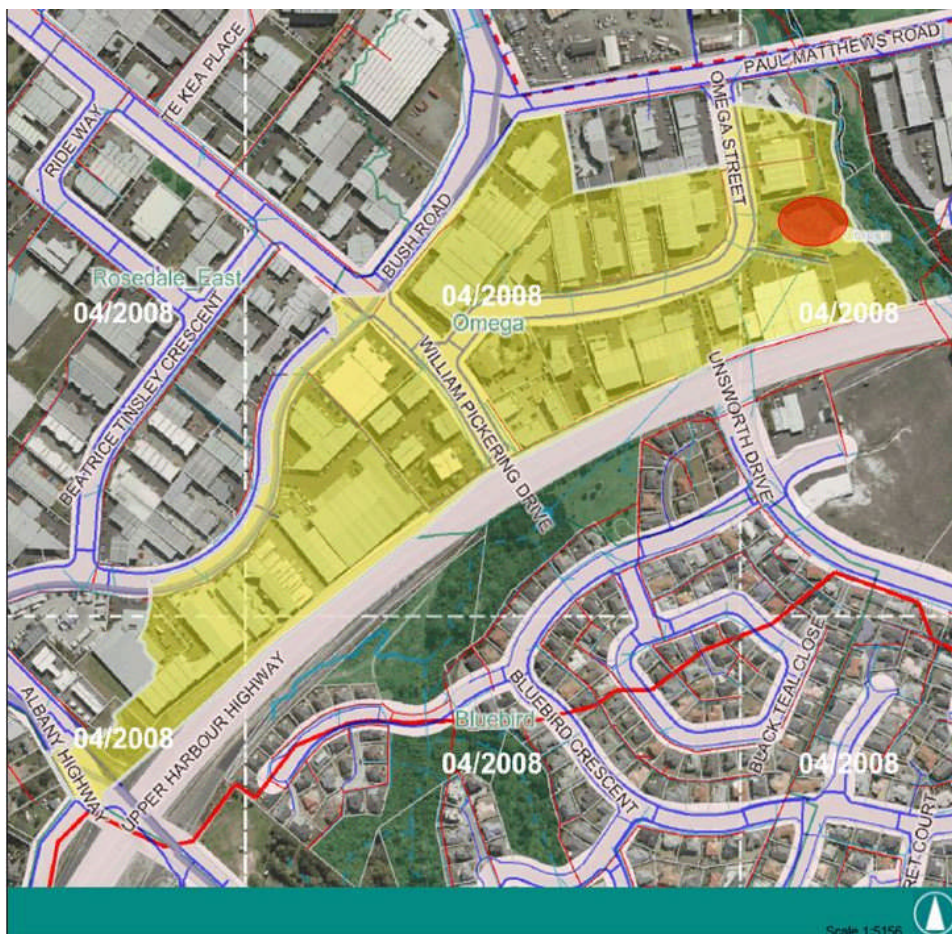 PAUL MATTHEWS ROAD
TE KEA PLACE
RIDE WAY
OMEGA STREET
BUSH ROAD
Rosedale_East
04/2008
04/2008
04/2008
Omega
BEATRICE TINSLEY CRESCENT
WILLIAM PICKERING DRIVE
UNSWORTH DRIVE
ALBANY HIGHWAY
UPPER HARBOUR HIGHWAY
BLUEBIRD CRESCENT
BLACK TEAL CLOSE
Bluebird
04/2008
04/2008
04/2008
RET COURT
Scale 1:5156